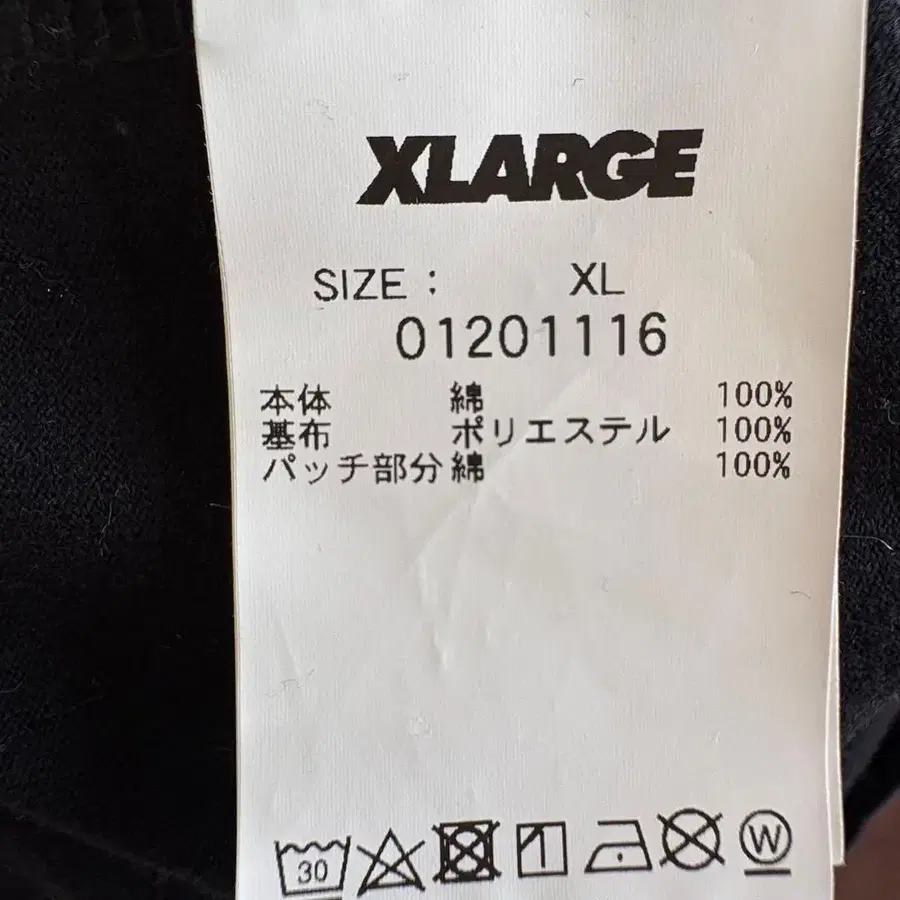 XLARGE
SIZE : XL
01201116
本体 綿 100%
基布 ポリエステル 100%
パッチ部分 綿 100%
30 W